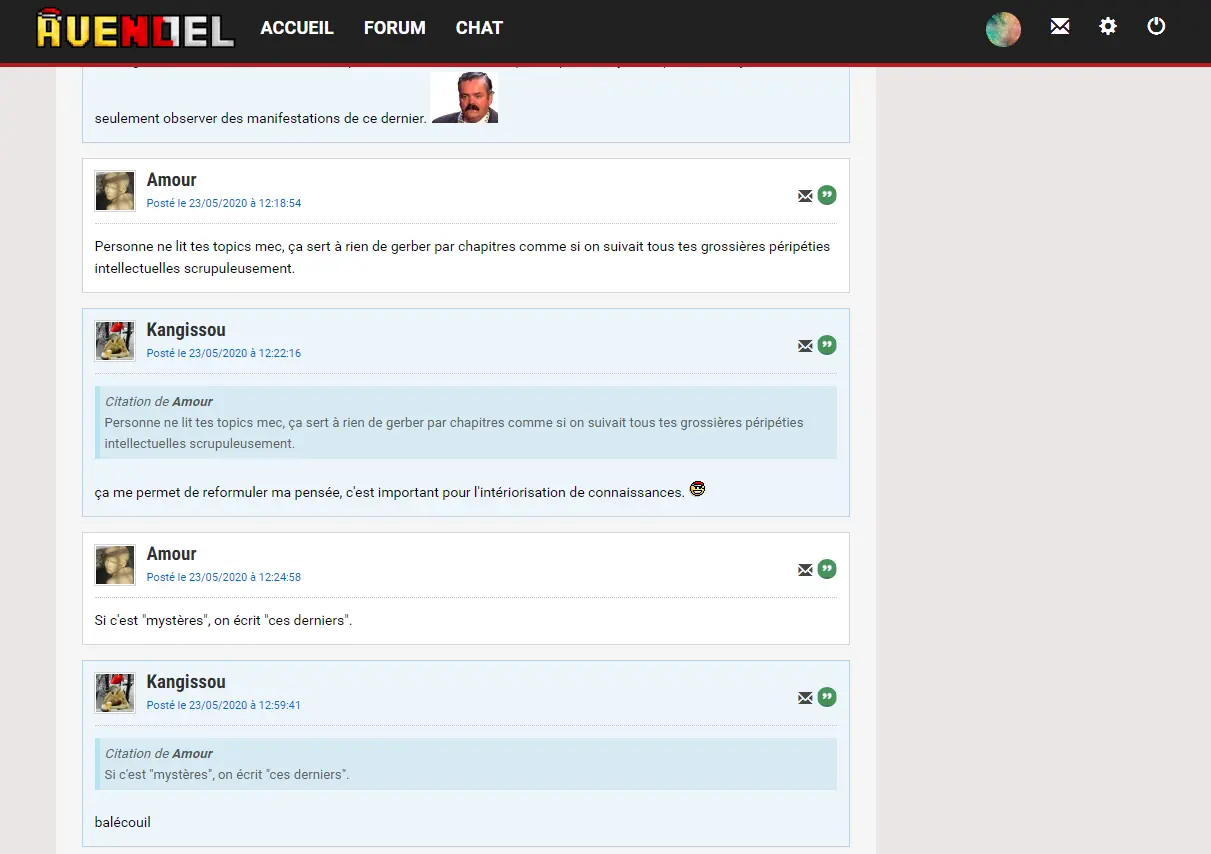 AVENOEL ACCUEIL FORUM CHAT
seulement observer des manifestations de ce dernier.
Amour
Posté le 23/05/2020 à 12:18:54
Personne ne lit tes topics mec, ça sert à rien de gerber par chapitres comme si on suivait tous tes grossières péripéties
intellectuelles scrupuleusement.
Kangissou
Posté le 23/05/2020 à 12:22:16
Citation de Amour
Personne ne lit tes topics mec, ça sert à rien de gerber par chapitres comme si on suivait tous tes grossières péripéties
intellectuelles scrupuleusement.
ça me permet de reformuler ma pensée, c'est important pour l'intériorisation de connaissances.
Amour
Posté le 23/05/2020 à 12:24:58
Si c'est "mystères", on écrit "ces derniers".
Kangissou
Posté le 23/05/2020 à 12:59:41
Citation de Amour
Si c'est "mystères", on écrit "ces derniers".
balécouil